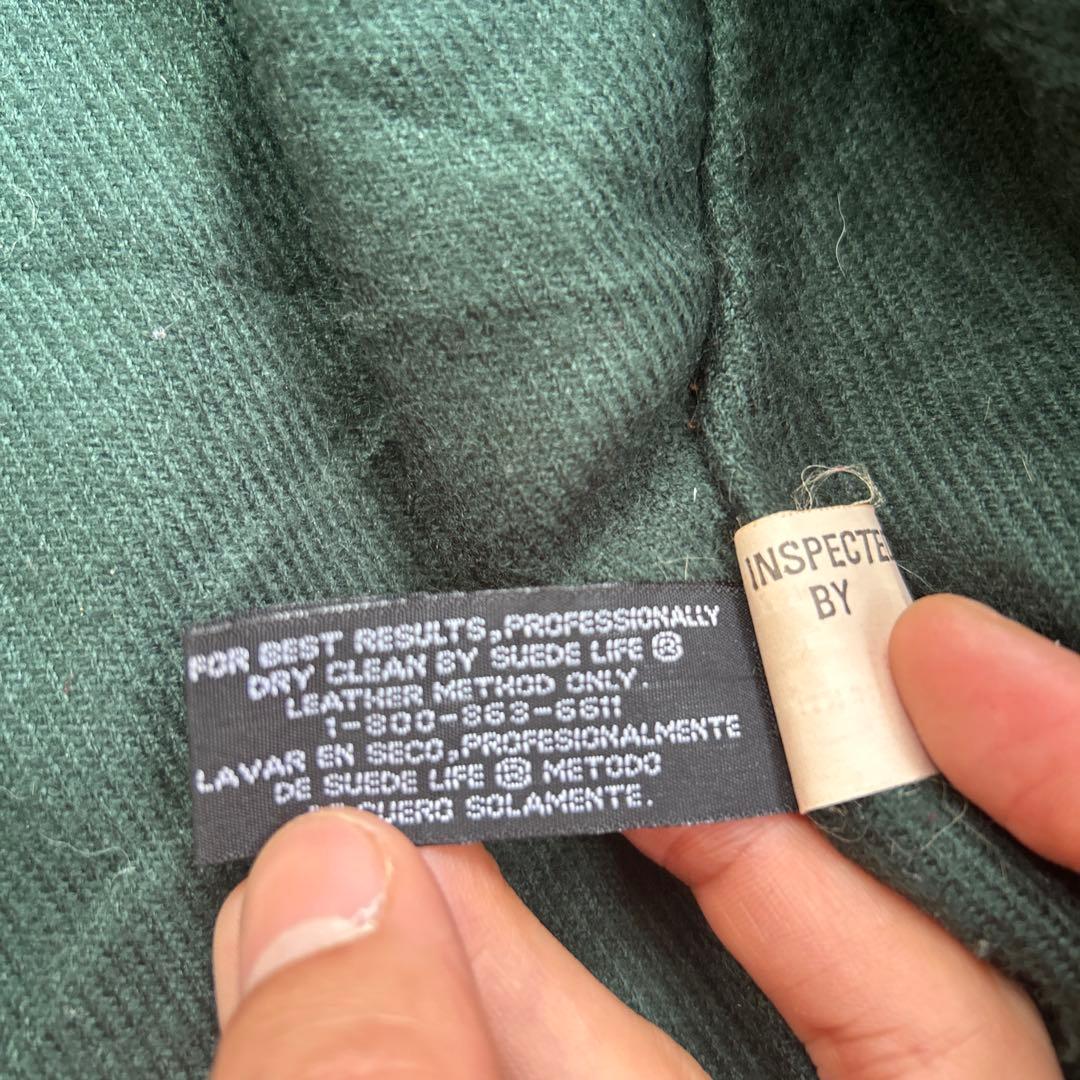 FOR BEST RESULTS, PROFESSIONALLY
DRY CLEAN BY SUEDE LIFE ®
LEATHER METHOD ONLY.
1-800-863-6611
LAVAR EN SECO, PROFESIONALMENTE
DE SUEDE LIFE ® METODO
CUERO SOLAMENTE.
INSPECTED
BY